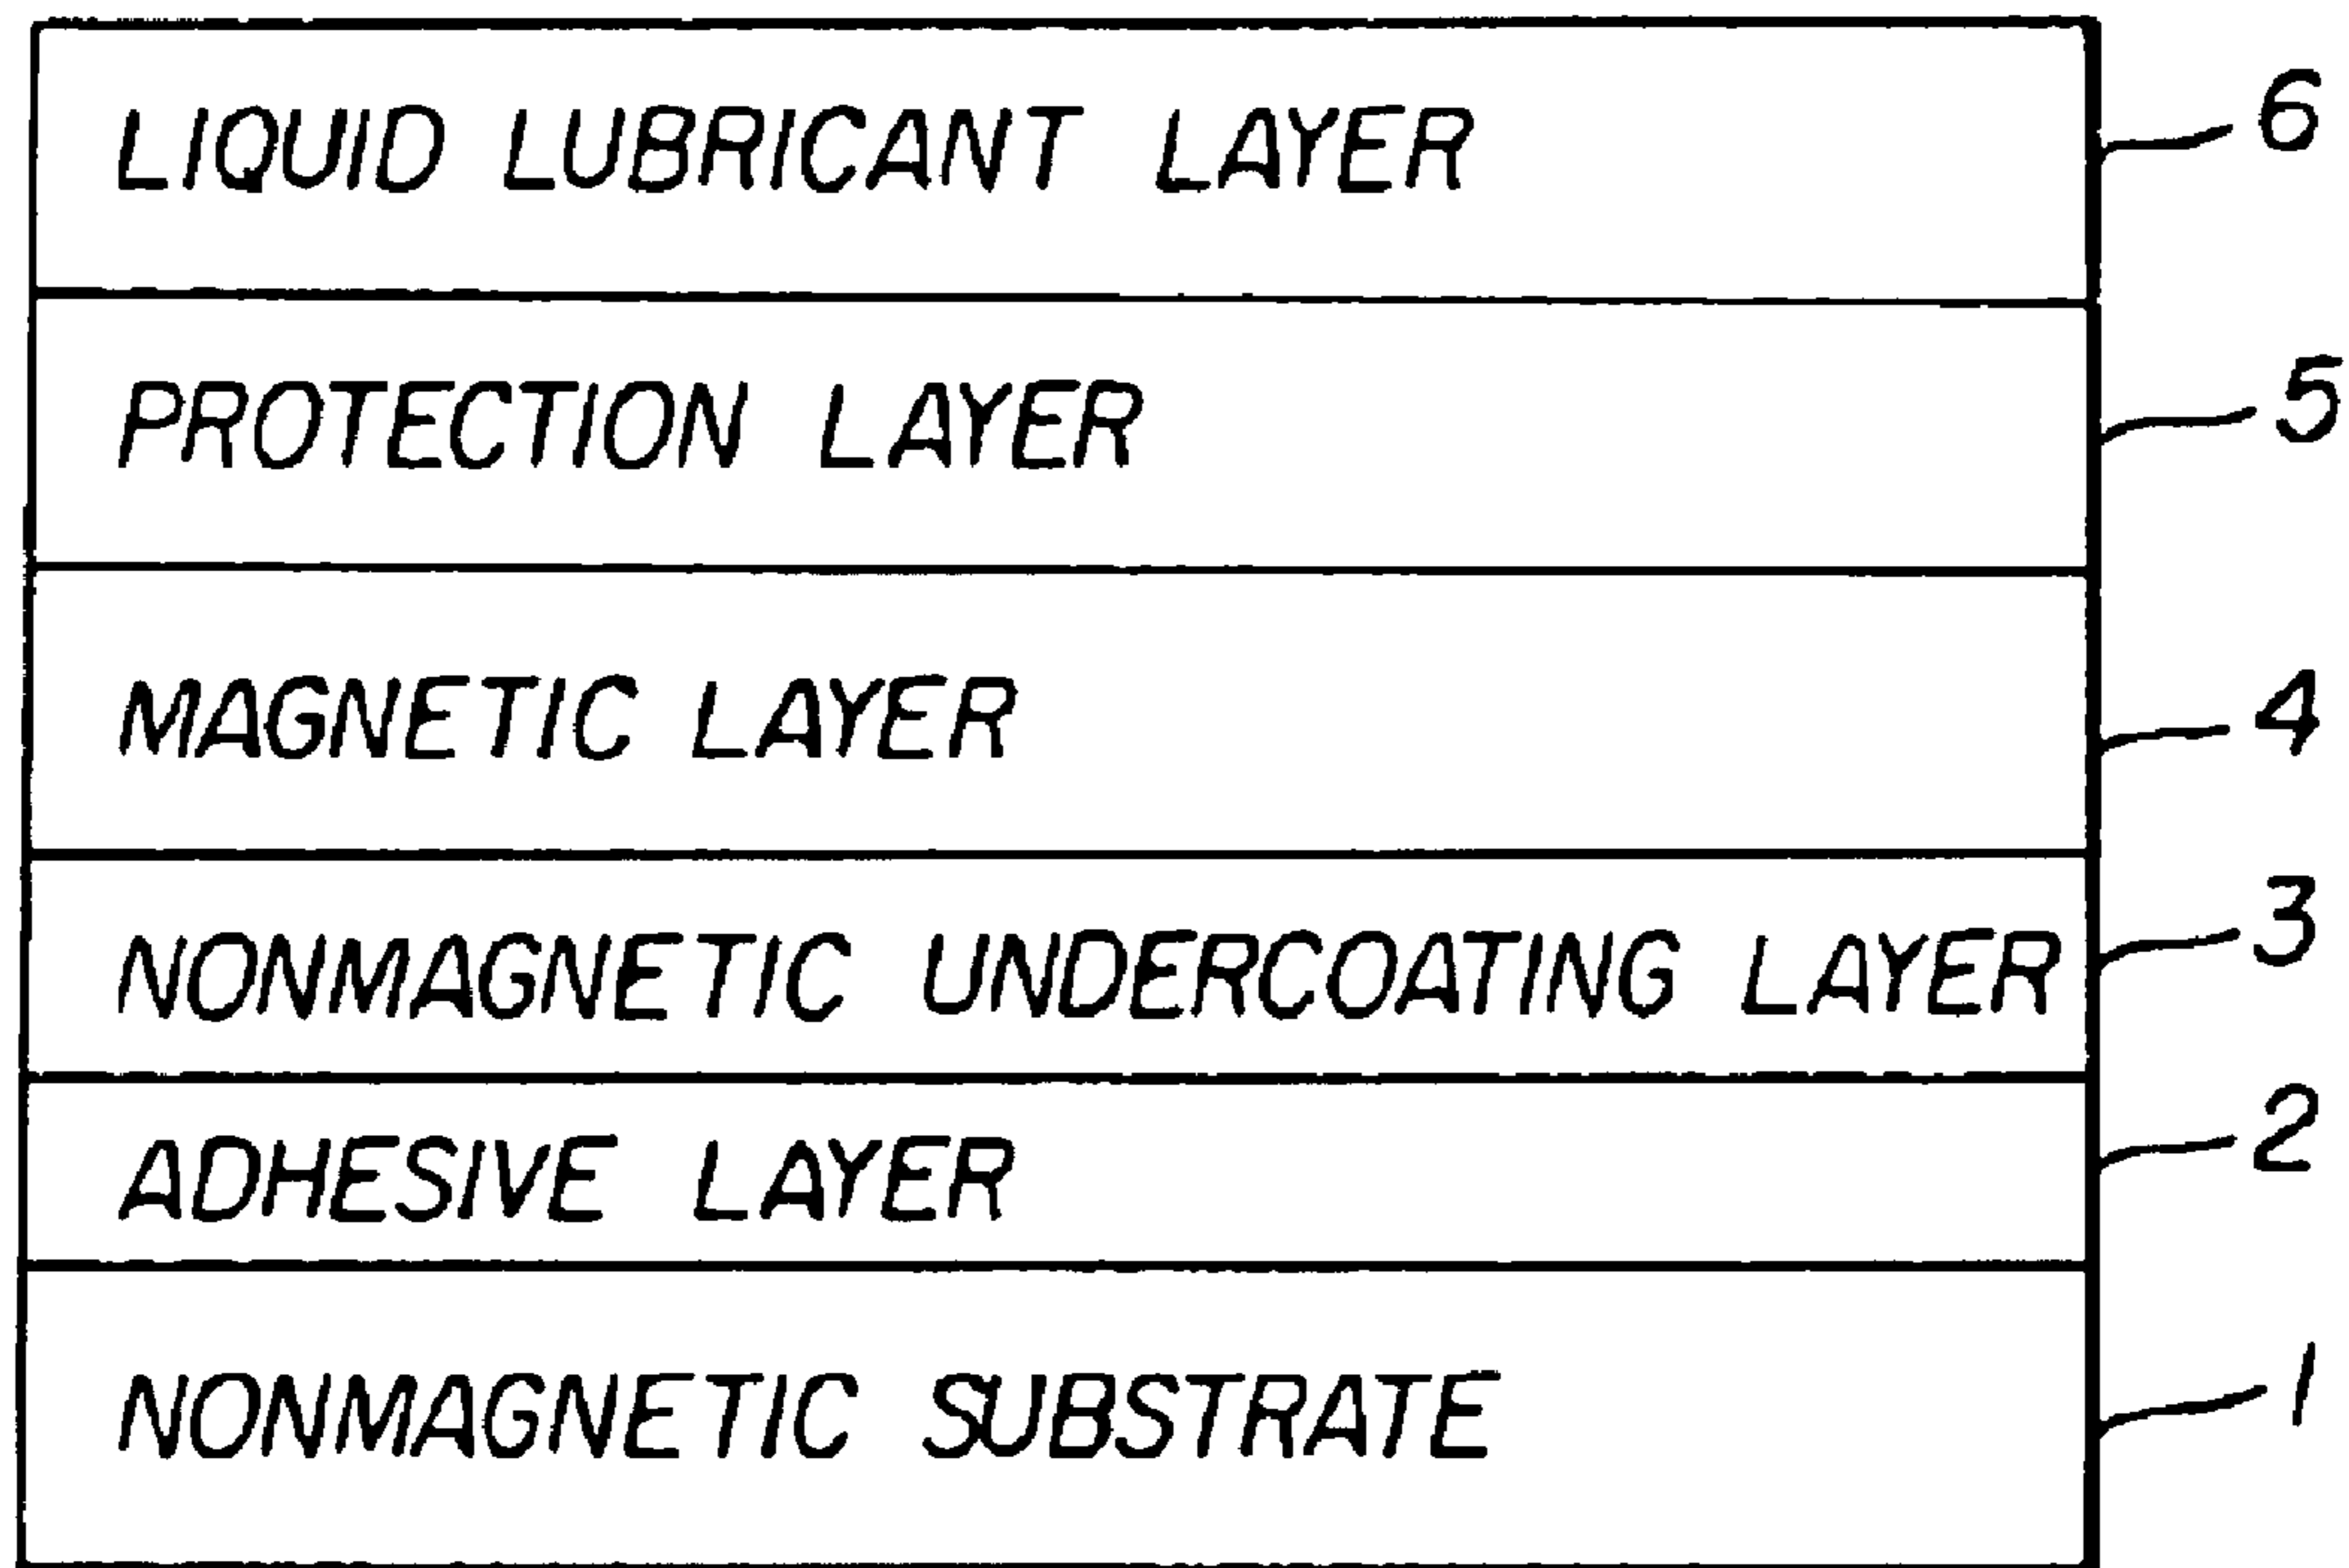 LIQUID LUBRICANT LAYER 6
PROTECTION LAYER 5
MAGNETIC LAYER 4
NONMAGNETIC UNDERCOATING LAYER 3
ADHESIVE LAYER 2
NONMAGNETIC SUBSTRATE 1